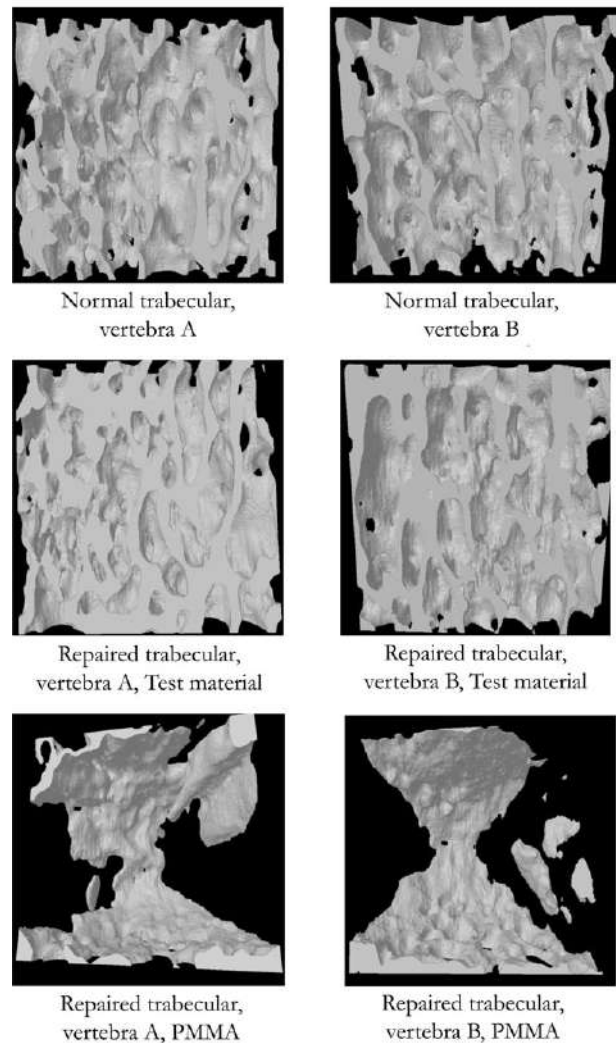 Normal trabecular,
vertebra A
Normal trabecular,
vertebra B
Repaired trabecular,
vertebra A, Test material
Repaired trabecular,
vertebra B, Test material
Repaired trabecular,
vertebra A, PMMA
Repaired trabecular,
vertebra B, PMMA